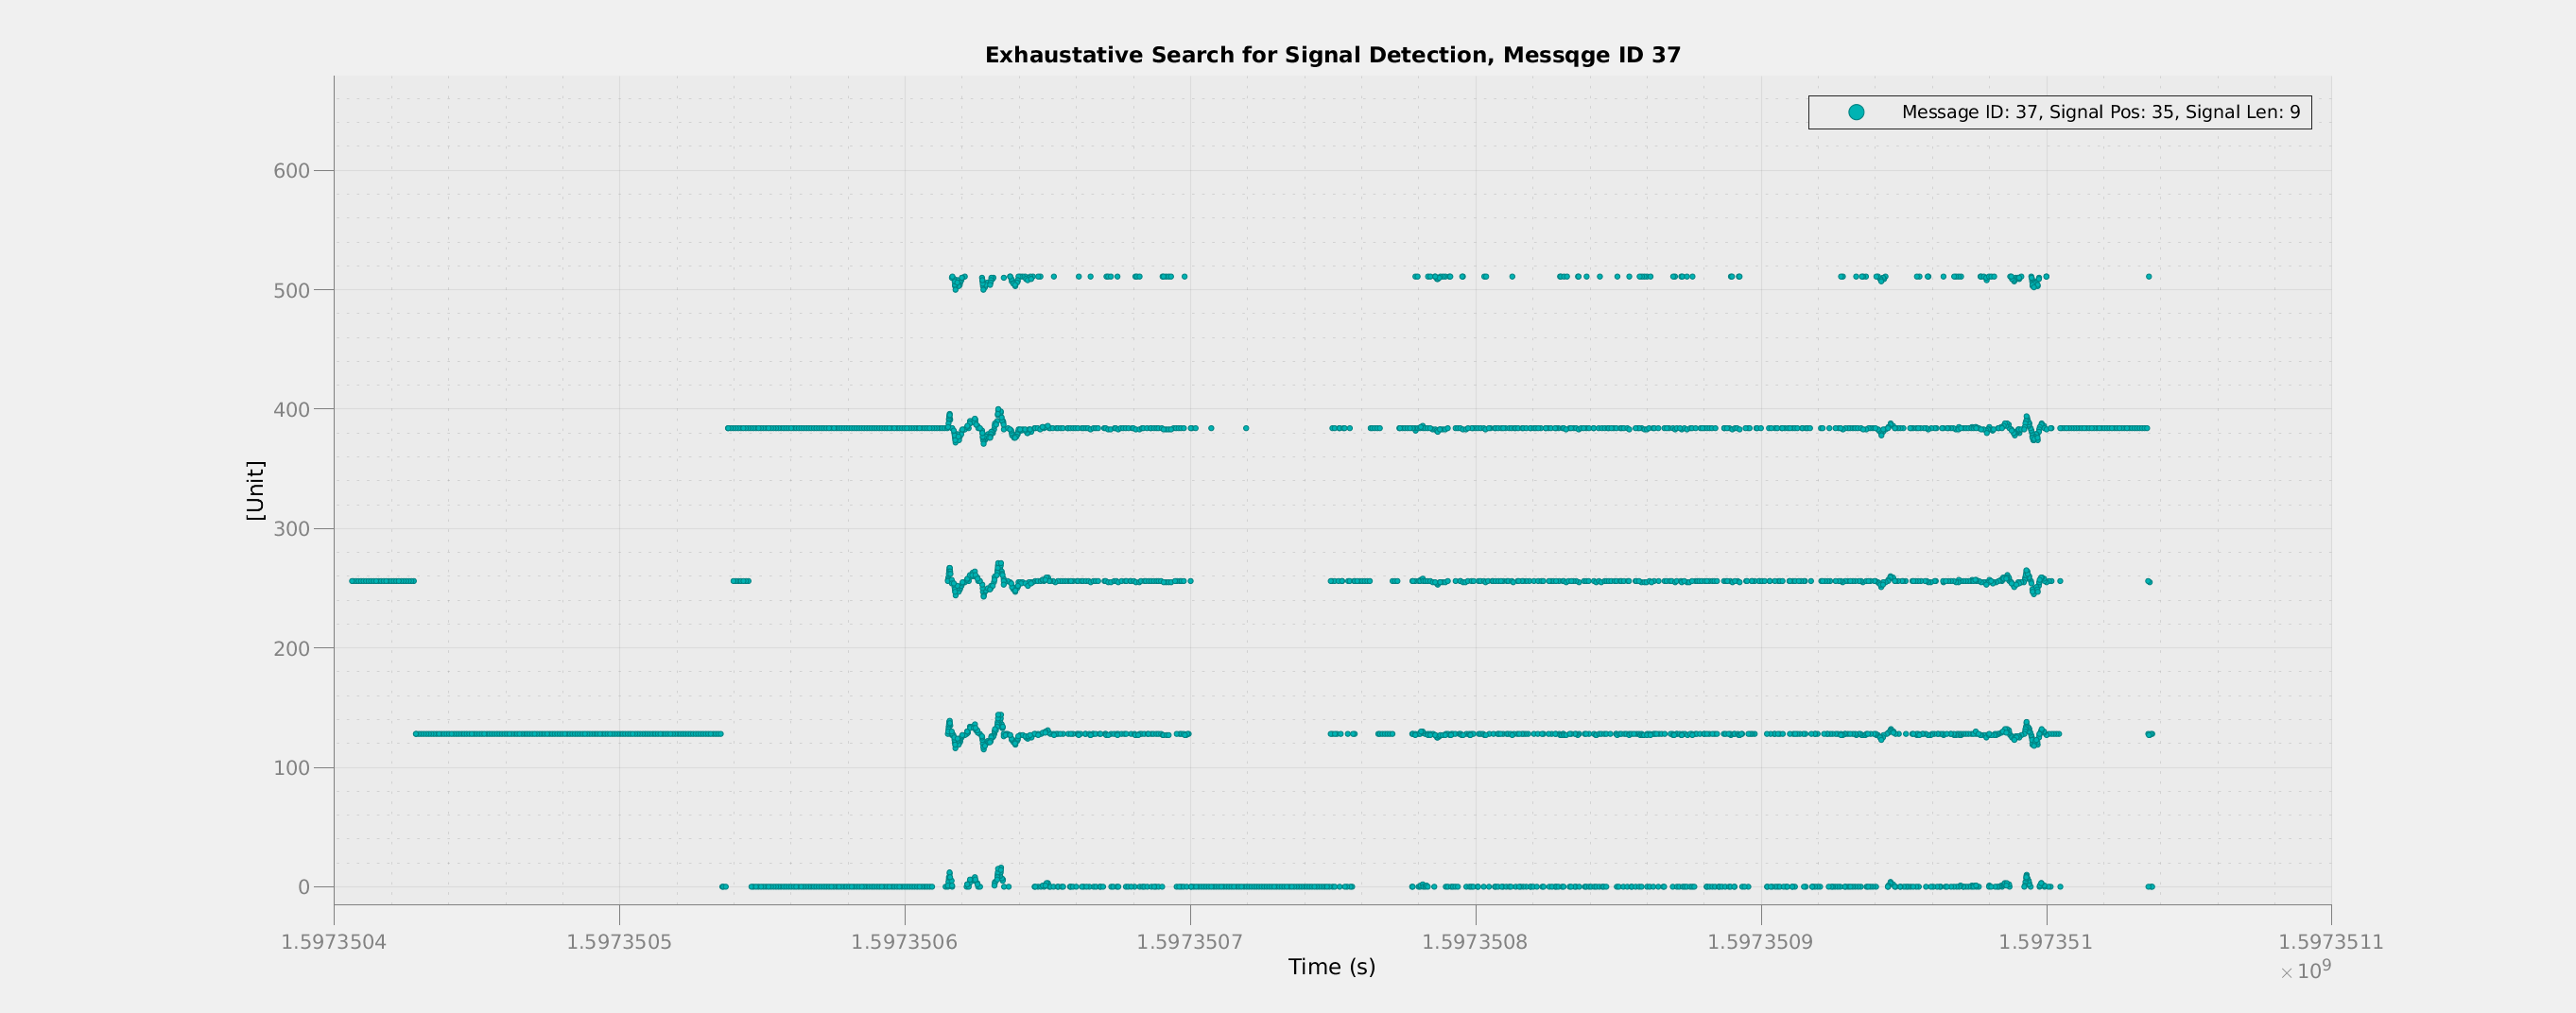 Exhaustative Search for Signal Detection, Messqge ID 37
Message ID: 37, Signal Pos: 35, Signal Len: 9
600
500
400
300
200
100
0
[Unit]
1.5973504 1.5973505 1.5973506 1.5973507 1.5973508 1.5973509 1.597351 1.5973511
Time (s)
× 10⁹